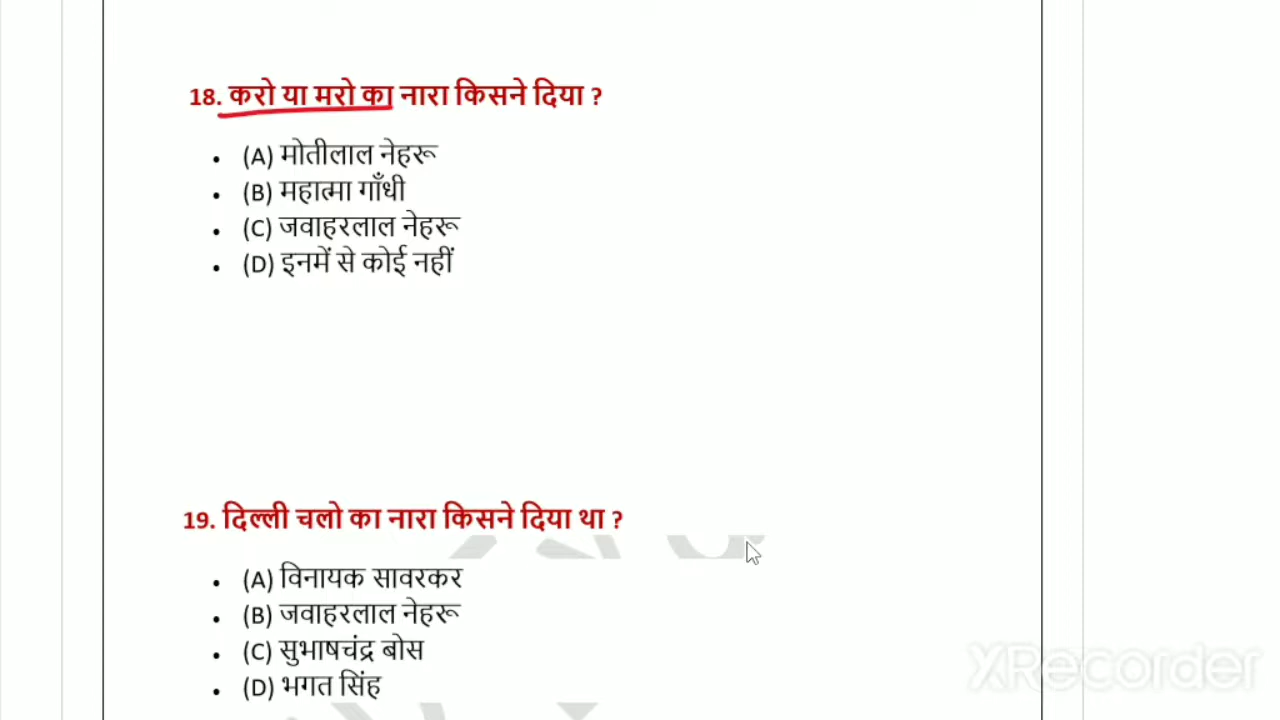 18. करो या मरो का नारा किसने दिया ?
• (A) मोतीलाल नेहरू
• (B) महात्मा गाँधी
• (C) जवाहरलाल नेहरू
• (D) इनमें से कोई नहीं
19. दिल्ली चलो का नारा किसने दिया था ?
• (A) विनायक सावरकर
• (B) जवाहरलाल नेहरू
• (C) सुभाषचंद्र बोस
• (D) भगत सिंह
XRecorder